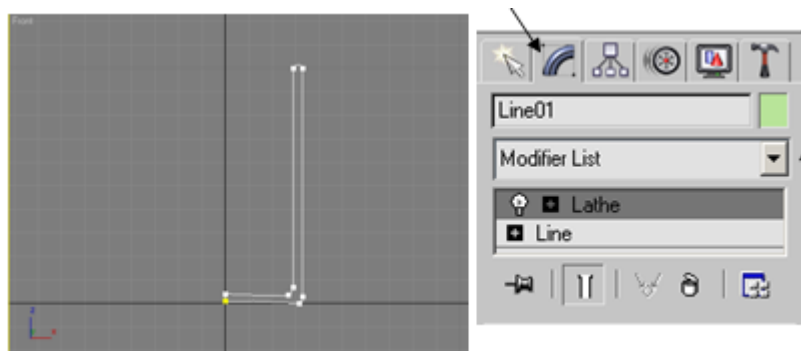 Front
Line01
Modifier List
Lathe
Line
z
x